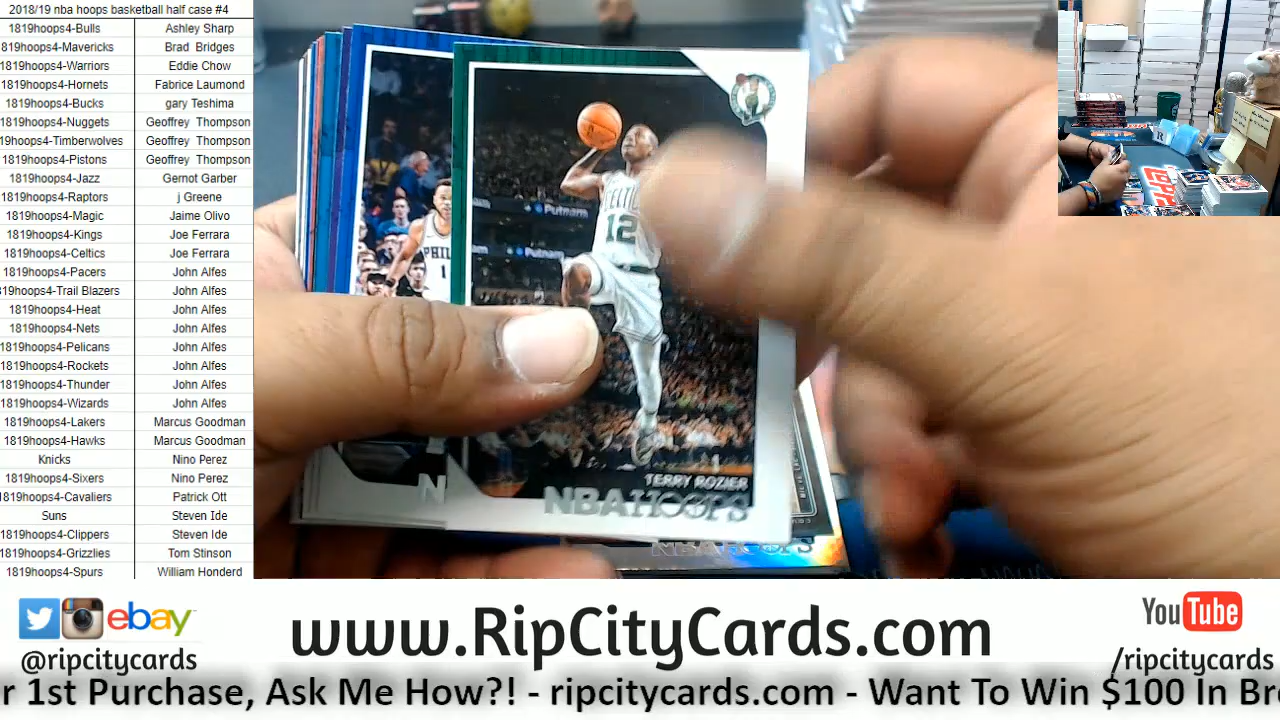 2018/19 nba hoops basketball half case #4
1819hoops4-Bulls Ashley Sharp
819hoops4-Mavericks Brad Bridges
1819hoops4-Warriors Eddie Chow
1819hoops4-Hornets Fabrice Laumond
1819hoops4-Bucks gary Teshima
1819hoops4-Nuggets Geoffrey Thompson
19hoops4-Timberwolves Geoffrey Thompson
1819hoops4-Pistons Geoffrey Thompson
1819hoops4-Jazz Gernot Garber
1819hoops4-Raptors j Greene
1819hoops4-Magic Jaime Olivo
1819hoops4-Kings Joe Ferrara
1819hoops4-Celtics Joe Ferrara
1819hoops4-Pacers John Alfes
819hoops4-Trail Blazers John Alfes
1819hoops4-Heat John Alfes
1819hoops4-Nets John Alfes
1819hoops4-Pelicans John Alfes
1819hoops4-Rockets John Alfes
1819hoops4-Thunder John Alfes
1819hoops4-Wizards John Alfes
1819hoops4-Lakers Marcus Goodman
1819hoops4-Hawks Marcus Goodman
Knicks Nino Perez
1819hoops4-Sixers Nino Perez
1819hoops4-Cavaliers Patrick Ott
Suns Steven Ide
1819hoops4-Clippers Steven Ide
1819hoops4-Grizzlies Tom Stinson
1819hoops4-Spurs William Honderd
Putnam
Putnam
CELTIC
12
PHIL
1
TERRY ROZIER
NBA HOOPS
N
NBA HOOPS
ebay
@ripcitycards
www.RipCityCards.com
YouTube
/ripcitycards
r 1st Purchase, Ask Me How?! - ripcitycards.com - Want To Win $100 In Bre